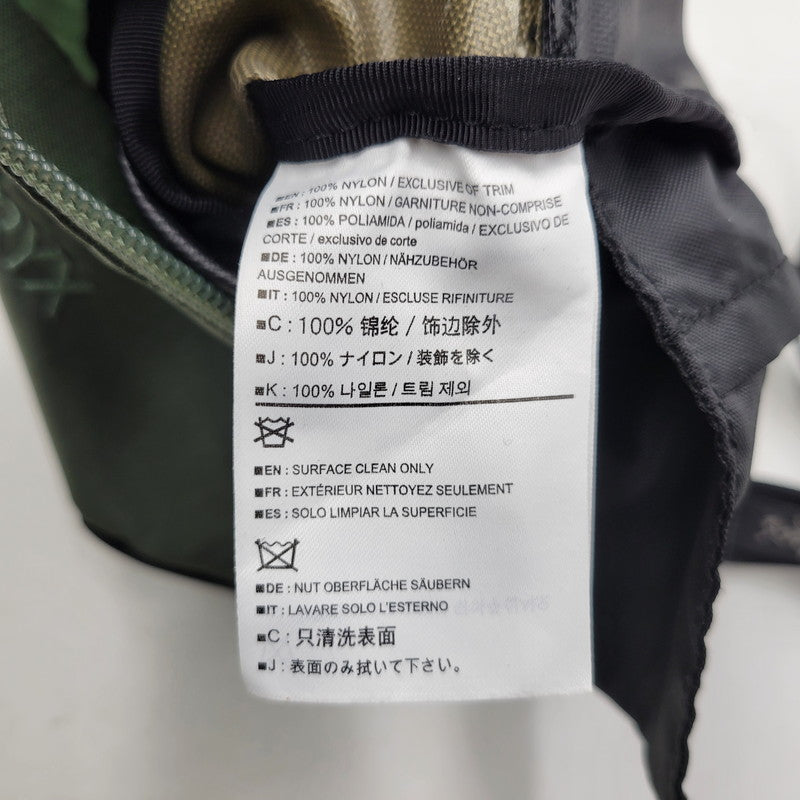 ■EN : 100% NYLON / EXCLUSIVE OF TRIM
■FR : 100% NYLON / GARNITURE NON-COMPRISE
■ES : 100% POLIAMIDA / poliamida / EXCLUSIVO DE
CORTE / exclusivo de corte
■DE : 100% NYLON / NÄHZUBEHÖR
AUSGENOMMEN
■IT : 100% NYLON / ESCLUSE RIFINITURE
■C : 100% 锦纶 / 饰边除外
■J : 100% ナイロン / 装飾を除く
■K : 100% 나일론 / 트림 제외
■EN : SURFACE CLEAN ONLY
■FR : EXTÉRIEUR NETTOYEZ SEULEMENT
■ES : SOLO LIMPIAR LA SUPERFICIE
■DE : NUT OBERFLÄCHE SÄUBERN
■IT : LAVARE SOLO L'ESTERNO
■C : 只清洗表面
■J : 表面のみ拭いて下さい。